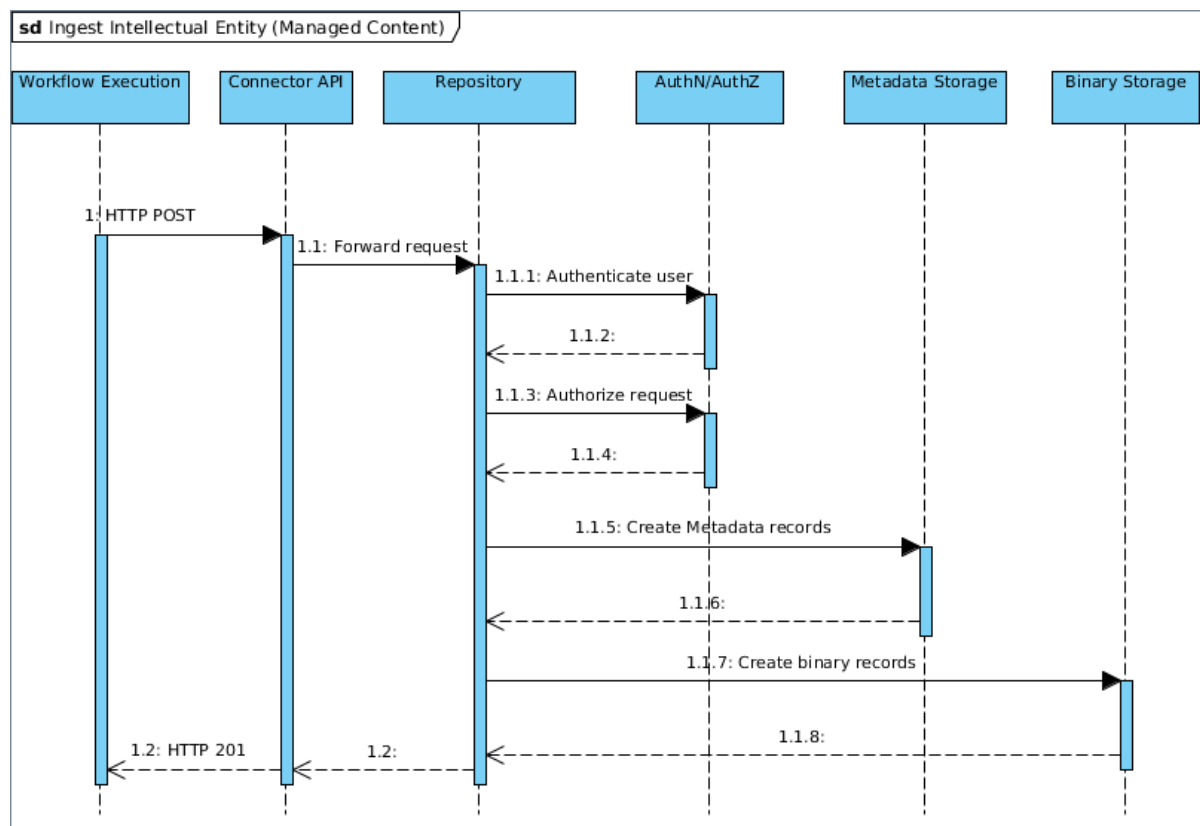 sd Ingest Intellectual Entity (Managed Content)
Workflow Execution
Connector API
Repository
AuthN/AuthZ
Metadata Storage
Binary Storage
1: HTTP POST
1.1: Forward request
1.1.1: Authenticate user
1.1.2:
1.1.3: Authorize request
1.1.4:
1.1.5: Create Metadata records
1.1.6:
1.1.7: Create binary records
1.1.8:
1.2: HTTP 201
1.2: